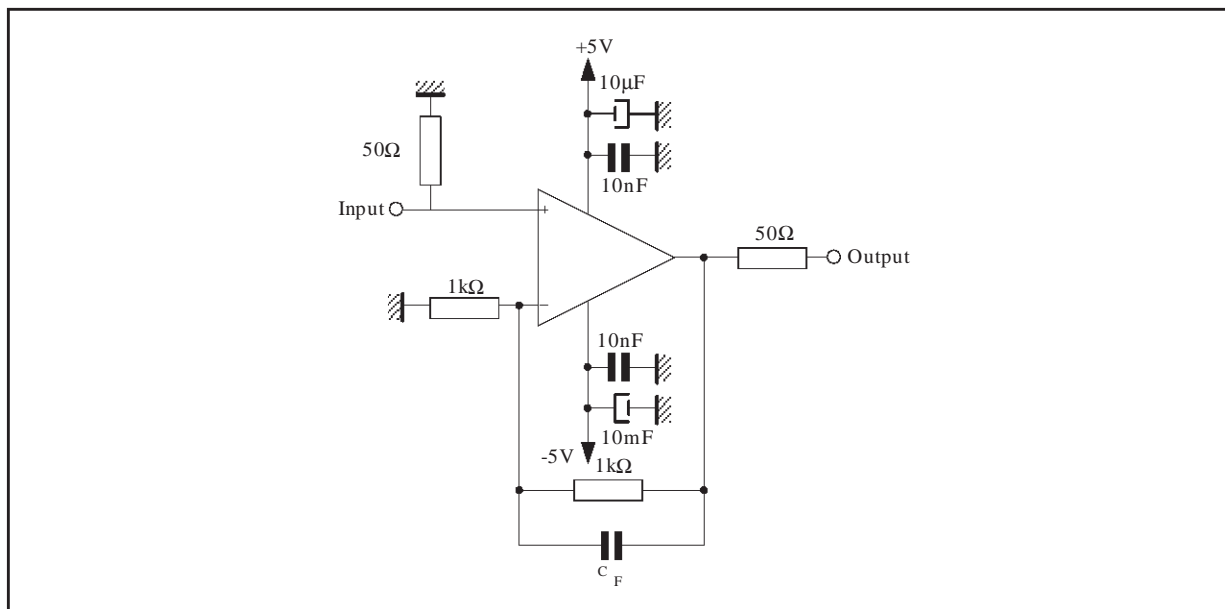 +5V
10µF
50Ω
10nF
Input
+
50Ω
Output
1kΩ
−
10nF
10mF
-5V
1kΩ
C F